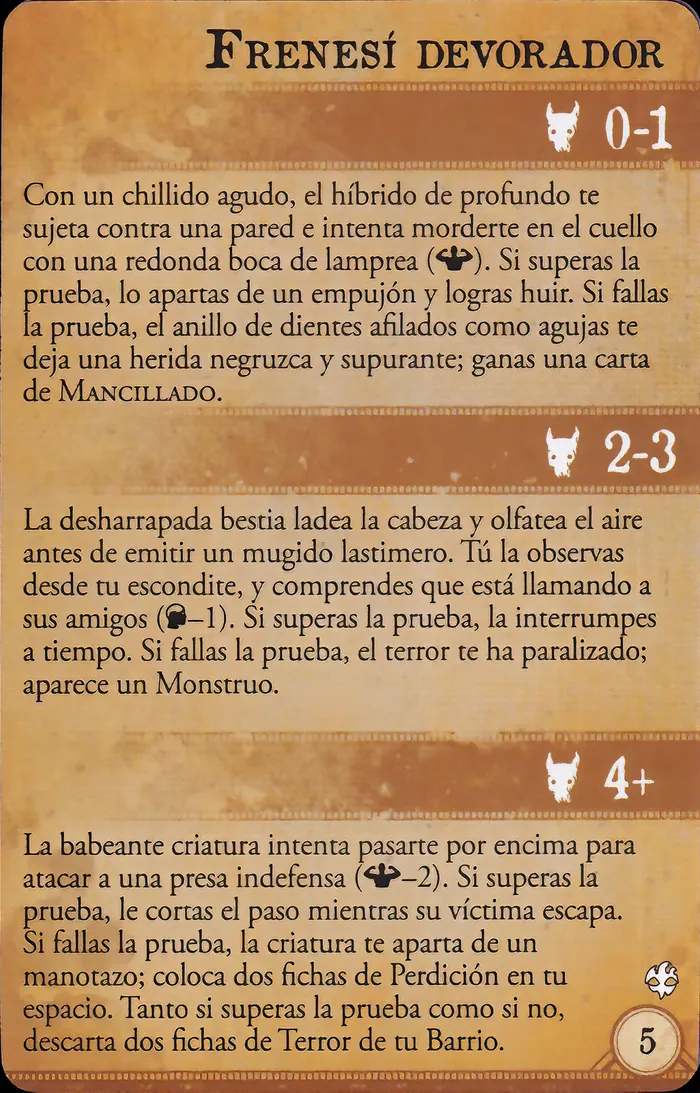 FRENESÍ DEVORADOR
0-1
Con un chillido agudo, el híbrido de profundo te
sujeta contra una pared e intenta morderte en el cuello
con una redonda boca de lamprea (). Si superas la
prueba, lo apartas de un empujón y logras huir. Si fallas
la prueba, el anillo de dientes afilados como agujas te
deja una herida negruzca y supurante; ganas una carta
de MANCILLADO.
2-3
La desharrapada bestia ladea la cabeza y olfatea el aire
antes de emitir un mugido lastimero. Tú la observas
desde tu escondite, y comprendes que está llamando a
sus amigos (–1). Si superas la prueba, la interrumpes
a tiempo. Si fallas la prueba, el terror te ha paralizado;
aparece un Monstruo.
4+
La babeante criatura intenta pasarte por encima para
atacar a una presa indefensa (–2). Si superas la
prueba, le cortas el paso mientras su víctima escapa.
Si fallas la prueba, la criatura te aparta de un
manotazo; coloca dos fichas de Perdición en tu
espacio. Tanto si superas la prueba como si no,
descarta dos fichas de Terror de tu Barrio.
5